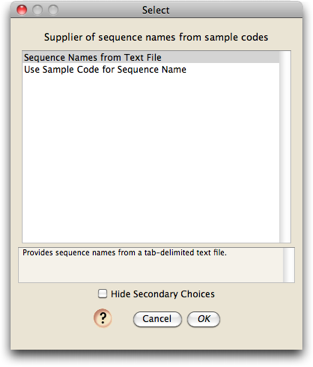 Select
Supplier of sequence names from sample codes
Sequence Names from Text File
Use Sample Code for Sequence Name
Provides sequence names from a tab-delimited text file.
Hide Secondary Choices
? Cancel OK